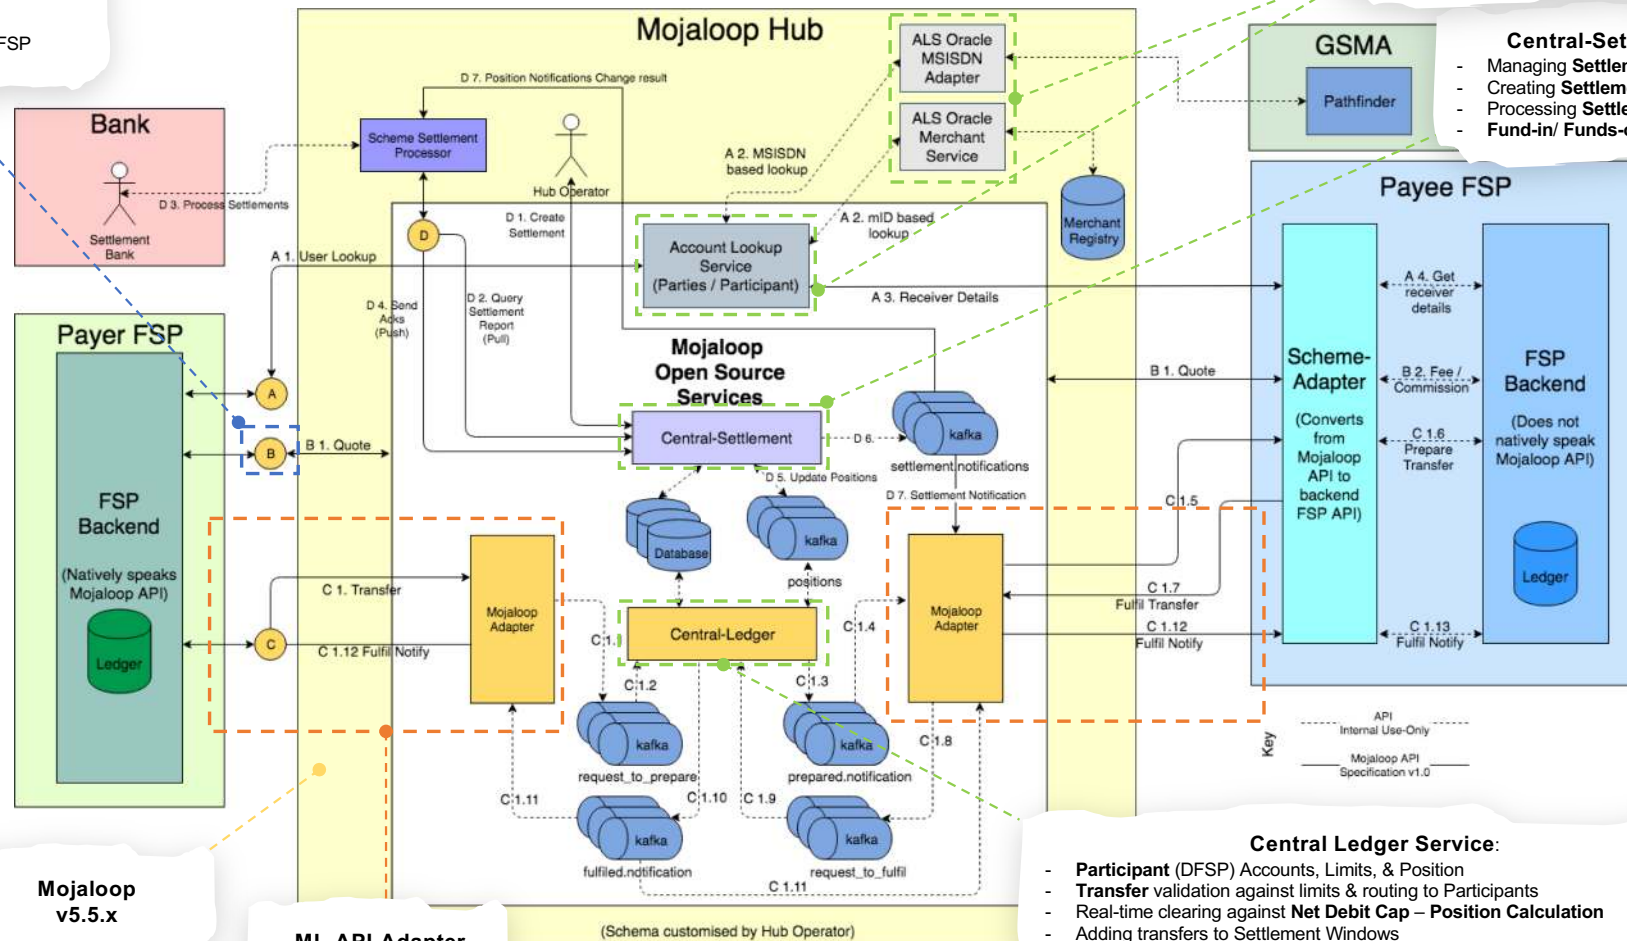 FSP
Mojaloop Hub
ALS Oracle
MSISDN
Adapter
GSMA
Pathfinder
Central-Set
- Managing Settlem
- Creating Settleme
- Processing Settle
- Fund-in/ Funds-o
D 7. Position Notifications Change result
Bank
Settlement
Bank
D 3. Process Settlements
Scheme Settlement
Processor
Hub Operator
ALS Oracle
Merchant
Service
A 2. MSISDN
based lookup
Merchant
Registry
Payee FSP
D
D 1. Create
Settlement
A 2. mID based
lookup
A 1. User Lookup
Account Lookup
Service
(Parties / Participant)
A 3. Receiver Details
A 4. Get
receiver
details
D 4. Send
Acks
(Push)
D 2. Query
Settlement
Report
(Pull)
Payer FSP
Mojaloop
Open Source
Services
Scheme-
Adapter
(Converts
from
Mojaloop
API to
backend
FSP API)
FSP
Backend
(Does not
natively speak
Mojaloop API)
Ledger
B 1. Quote
B 2. Fee /
Commission
A
B
B 1. Quote
Central-Settlement
D 6.
kafka
settlement.notifications
C 1.6
Prepare
Transfer
D 5. Update Positions
D 7. Settlement Notification
C 1.5
FSP
Backend
(Natively speaks
Mojaloop API)
Ledger
Database
kafka
positions
C 1. Transfer
Mojaloop
Adapter
C 1.
Central-Ledger
C 1.4
Mojaloop
Adapter
C 1.7
Fulfil Transfer
C
C 1.12 Fulfil Notify
C 1.12
Fulfil Notify
C 1.13
Fulfil Notify
C 1.2
C 1.3
kafka
request_to_prepare
kafka
prepared.notification
C 1.8
Key
API
Internal Use-Only
Mojaloop API
Specification v1.0
C 1.11
C 1.10
C 1.9
kafka
fulfiled.notification
kafka
request_to_fulfil
C 1.11
Central Ledger Service:
- Participant (DFSP) Accounts, Limits, & Position
- Transfer validation against limits & routing to Participants
- Real-time clearing against Net Debit Cap – Position Calculation
- Adding transfers to Settlement Windows
Mojaloop
v5.5.x
ML API Adapter
(Schema customised by Hub Operator)